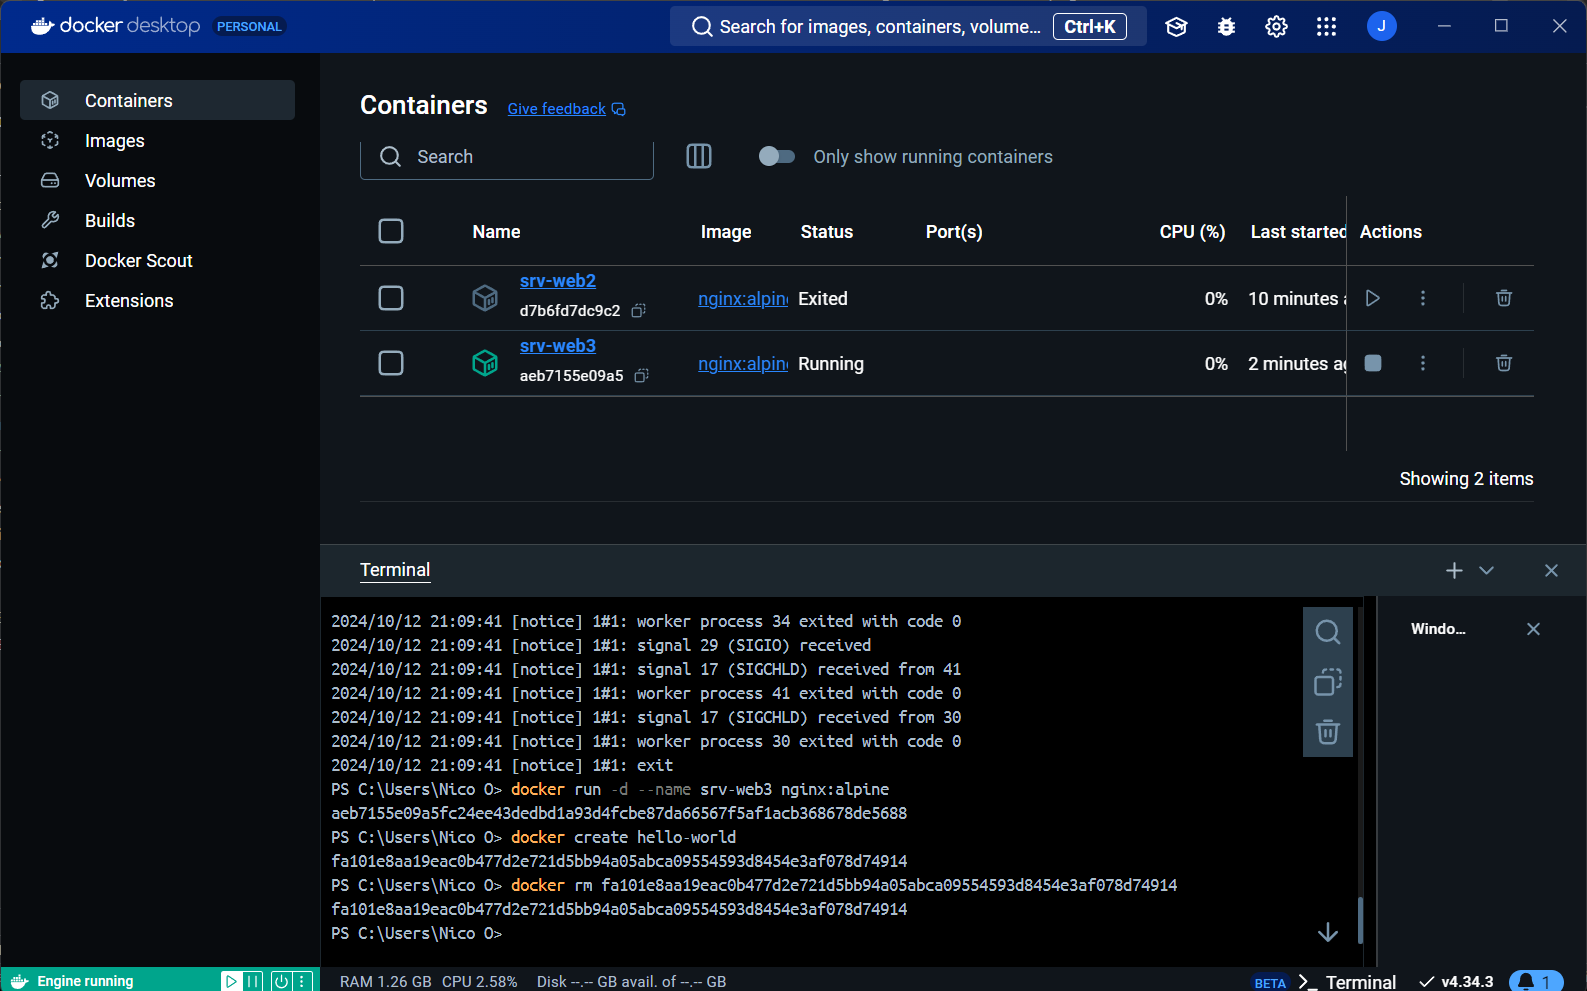 docker desktop PERSONAL
Search for images, containers, volume... Ctrl+K
J
Containers
Images
Volumes
Builds
Docker Scout
Extensions
Containers Give feedback
Search
Only show running containers
Name Image Status Port(s) CPU (%) Last started Actions
srv-web2
d7b6fd7dc9c2
nginx:alpin Exited 0% 10 minutes a
srv-web3
aeb7155e09a5
nginx:alpin Running 0% 2 minutes ag
Showing 2 items
Terminal
2024/10/12 21:09:41 [notice] 1#1: worker process 34 exited with code 0
2024/10/12 21:09:41 [notice] 1#1: signal 29 (SIGIO) received
2024/10/12 21:09:41 [notice] 1#1: signal 17 (SIGCHLD) received from 41
2024/10/12 21:09:41 [notice] 1#1: worker process 41 exited with code 0
2024/10/12 21:09:41 [notice] 1#1: signal 17 (SIGCHLD) received from 30
2024/10/12 21:09:41 [notice] 1#1: worker process 30 exited with code 0
2024/10/12 21:09:41 [notice] 1#1: exit
PS C:\Users\Nico O> docker run -d --name srv-web3 nginx:alpine
aeb7155e09a5fc24ee43dedbd1a93d4fcbe87da66567f5af1acb368678de5688
PS C:\Users\Nico O> docker create hello-world
fa101e8aa19eac0b477d2e721d5bb94a05abca09554593d8454e3af078d74914
PS C:\Users\Nico O> docker rm fa101e8aa19eac0b477d2e721d5bb94a05abca09554593d8454e3af078d74914
fa101e8aa19eac0b477d2e721d5bb94a05abca09554593d8454e3af078d74914
PS C:\Users\Nico O>
Windo...
Engine running
RAM 1.26 GB CPU 2.58% Disk --.-- GB avail. of --.-- GB
BETA Terminal v4.34.3 1